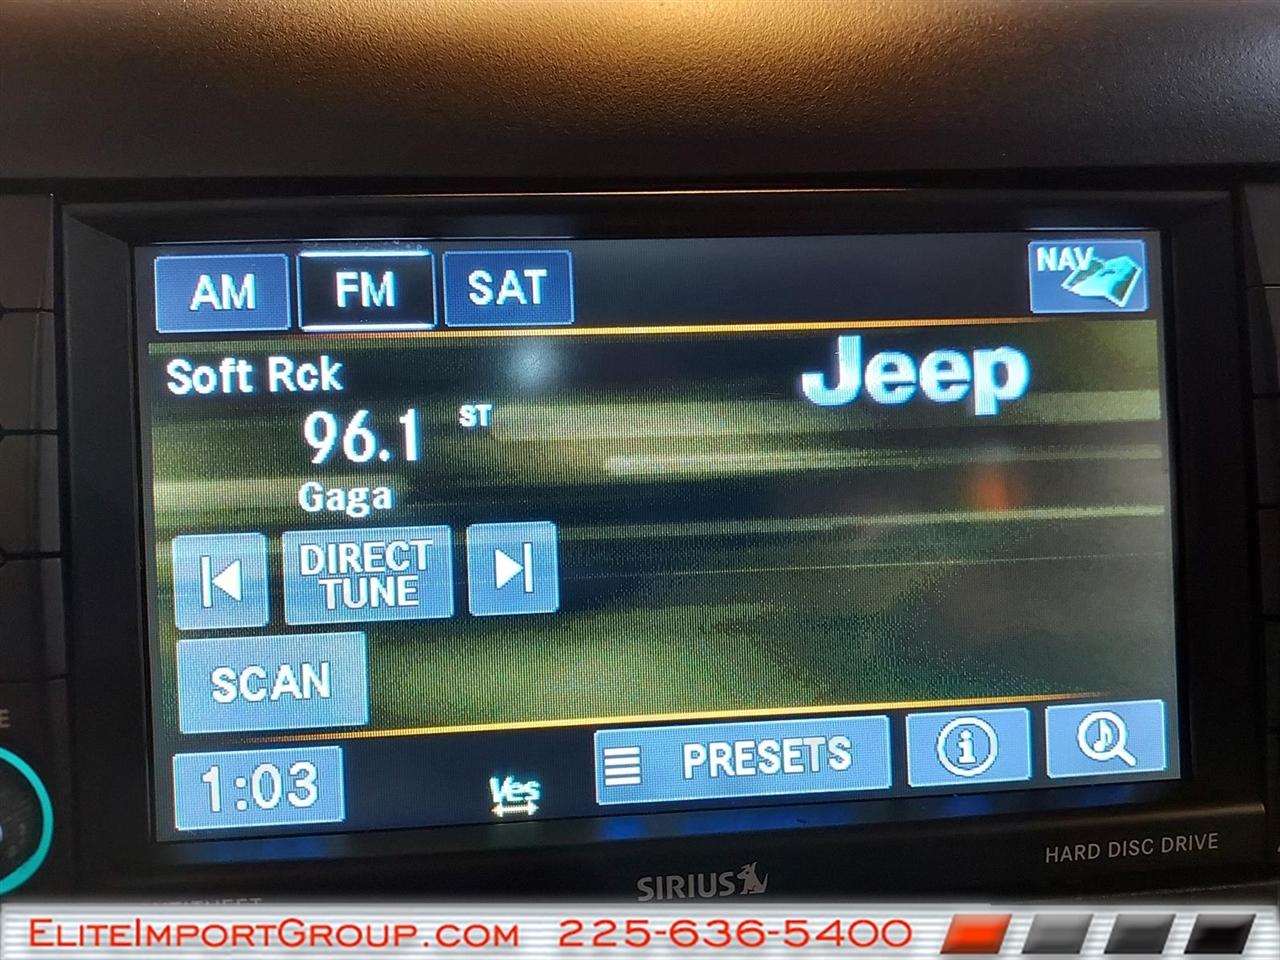 AM FM SAT NAV
Soft Rck
Jeep
96.1 ST
Gaga
DIRECT
TUNE
SCAN
1:03
Yes
PRESETS
i
HARD DISC DRIVE
SIRIUS
EliteImportGroup.com 225-636-5400